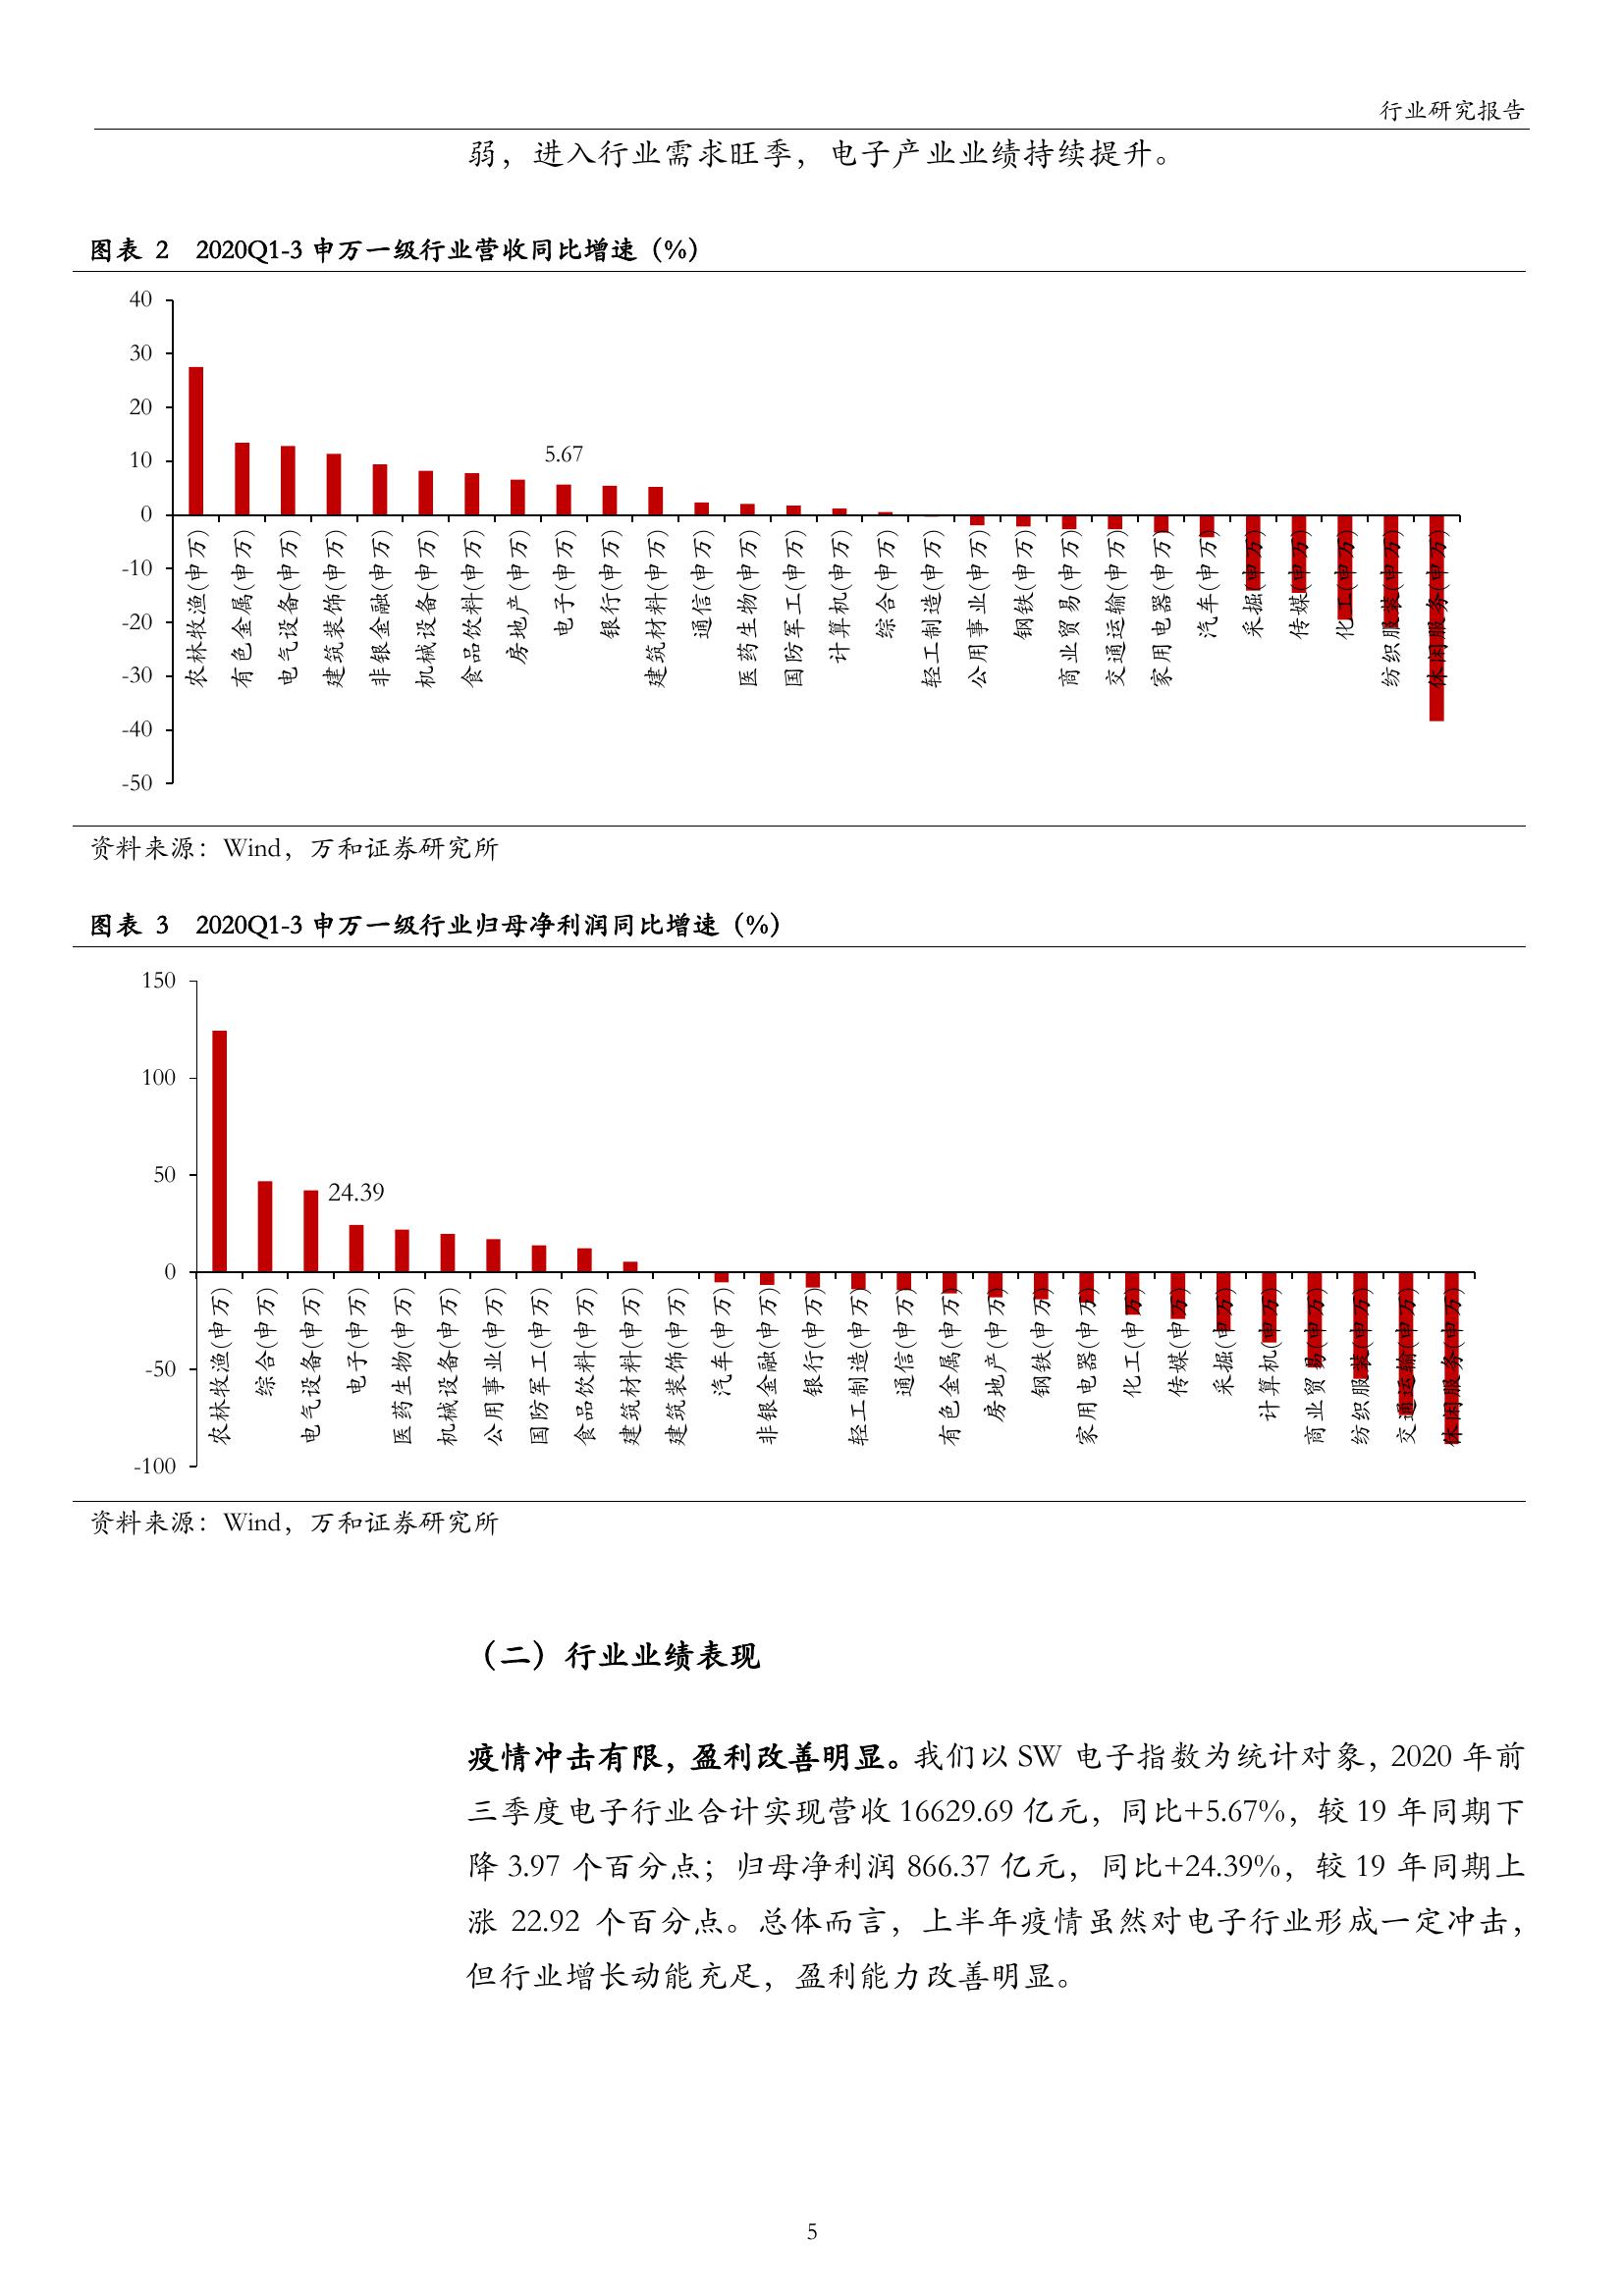 行业研究报告
弱，进入行业需求旺季，电子产业业绩持续提升。
图表 2 2020Q1-3 申万一级行业营收同比增速（%）
40
30
20
10
0
-10
-20
-30
-40
-50
5.67
农林牧渔(申万)
有色金属(申万)
电气设备(申万)
建筑装饰(申万)
非银金融(申万)
机械设备(申万)
食品饮料(申万)
房地产(申万)
电子(申万)
银行(申万)
建筑材料(申万)
通信(申万)
医药生物(申万)
国防军工(申万)
计算机(申万)
综合(申万)
轻工制造(申万)
公用事业(申万)
钢铁(申万)
商业贸易(申万)
交通运输(申万)
家用电器(申万)
汽车(申万)
采掘(申万)
传媒(申万)
化工(申万)
纺织服装(申万)
休闲服务(申万)
资料来源：Wind，万和证券研究所
图表 3 2020Q1-3 申万一级行业归母净利润同比增速（%）
150
100
50
0
-50
-100
24.39
农林牧渔(申万)
综合(申万)
电气设备(申万)
电子(申万)
医药生物(申万)
机械设备(申万)
公用事业(申万)
国防军工(申万)
食品饮料(申万)
建筑材料(申万)
建筑装饰(申万)
汽车(申万)
非银金融(申万)
银行(申万)
轻工制造(申万)
通信(申万)
有色金属(申万)
房地产(申万)
钢铁(申万)
家用电器(申万)
化工(申万)
传媒(申万)
采掘(申万)
计算机(申万)
商业贸易(申万)
纺织服装(申万)
交通运输(申万)
休闲服务(申万)
资料来源：Wind，万和证券研究所
（二）行业业绩表现
疫情冲击有限，盈利改善明显。我们以 SW 电子指数为统计对象，2020 年前
三季度电子行业合计实现营收 16629.69 亿元，同比+5.67%，较 19 年同期下
降 3.97 个百分点；归母净利润 866.37 亿元，同比+24.39%，较 19 年同期上
涨 22.92 个百分点。总体而言，上半年疫情虽然对电子行业形成一定冲击，
但行业增长动能充足，盈利能力改善明显。
5